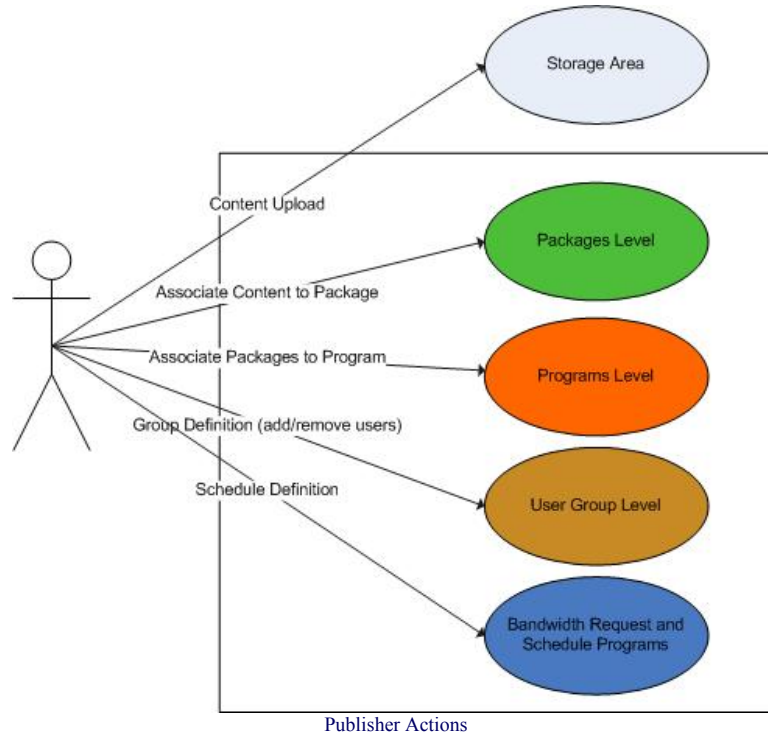 Storage Area
Content Upload
Packages Level
Associate Content to Package
Associate Packages to Program
Programs Level
Group Definition (add/remove users)
Schedule Definition
User Group Level
Bandwidth Request and
Schedule Programs
Publisher Actions